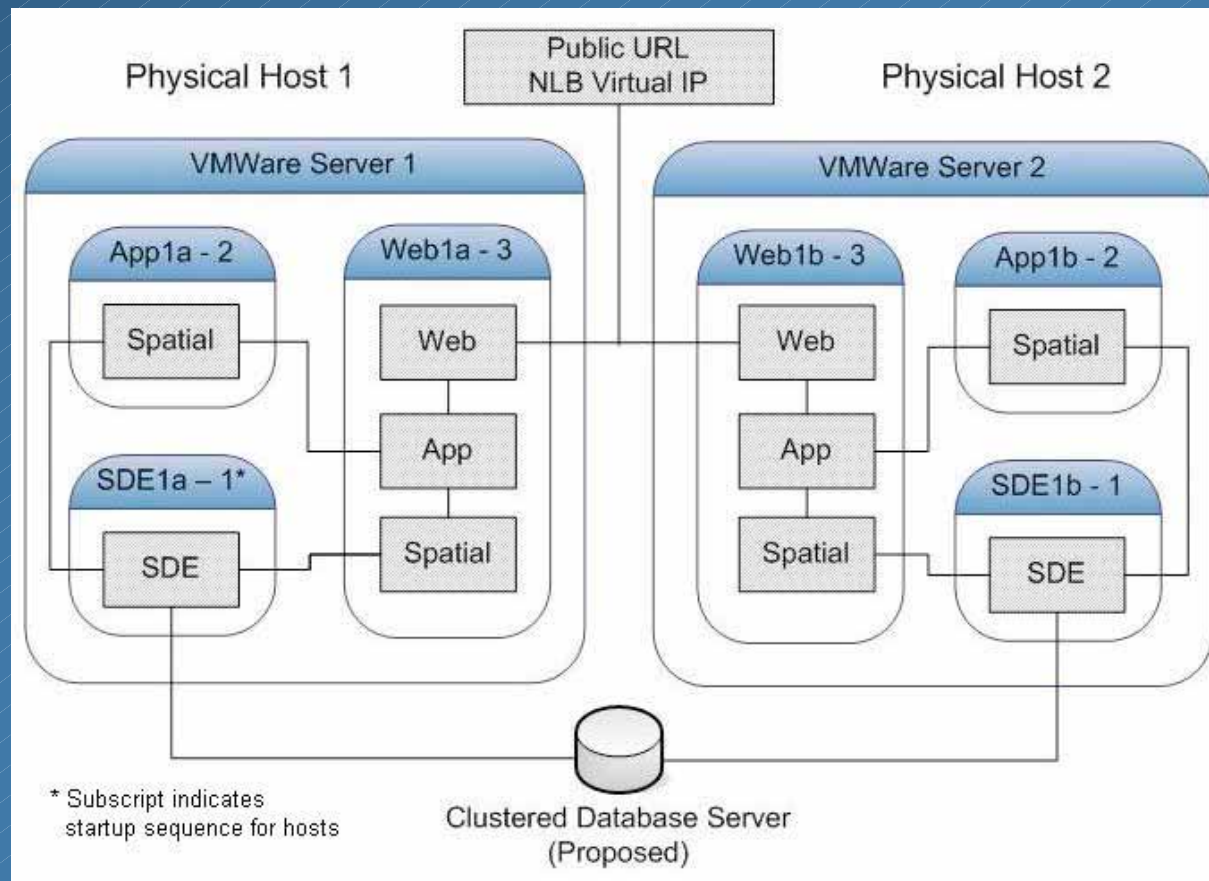 Public URL
NLB Virtual IP
Physical Host 1
Physical Host 2
VMWare Server 1
App1a - 2
Spatial
Web1a - 3
Web
App
Spatial
SDE1a – 1*
SDE
VMWare Server 2
Web1b - 3
Web
App
Spatial
App1b - 2
Spatial
SDE1b - 1
SDE
* Subscript indicates
startup sequence for hosts
Clustered Database Server
(Proposed)